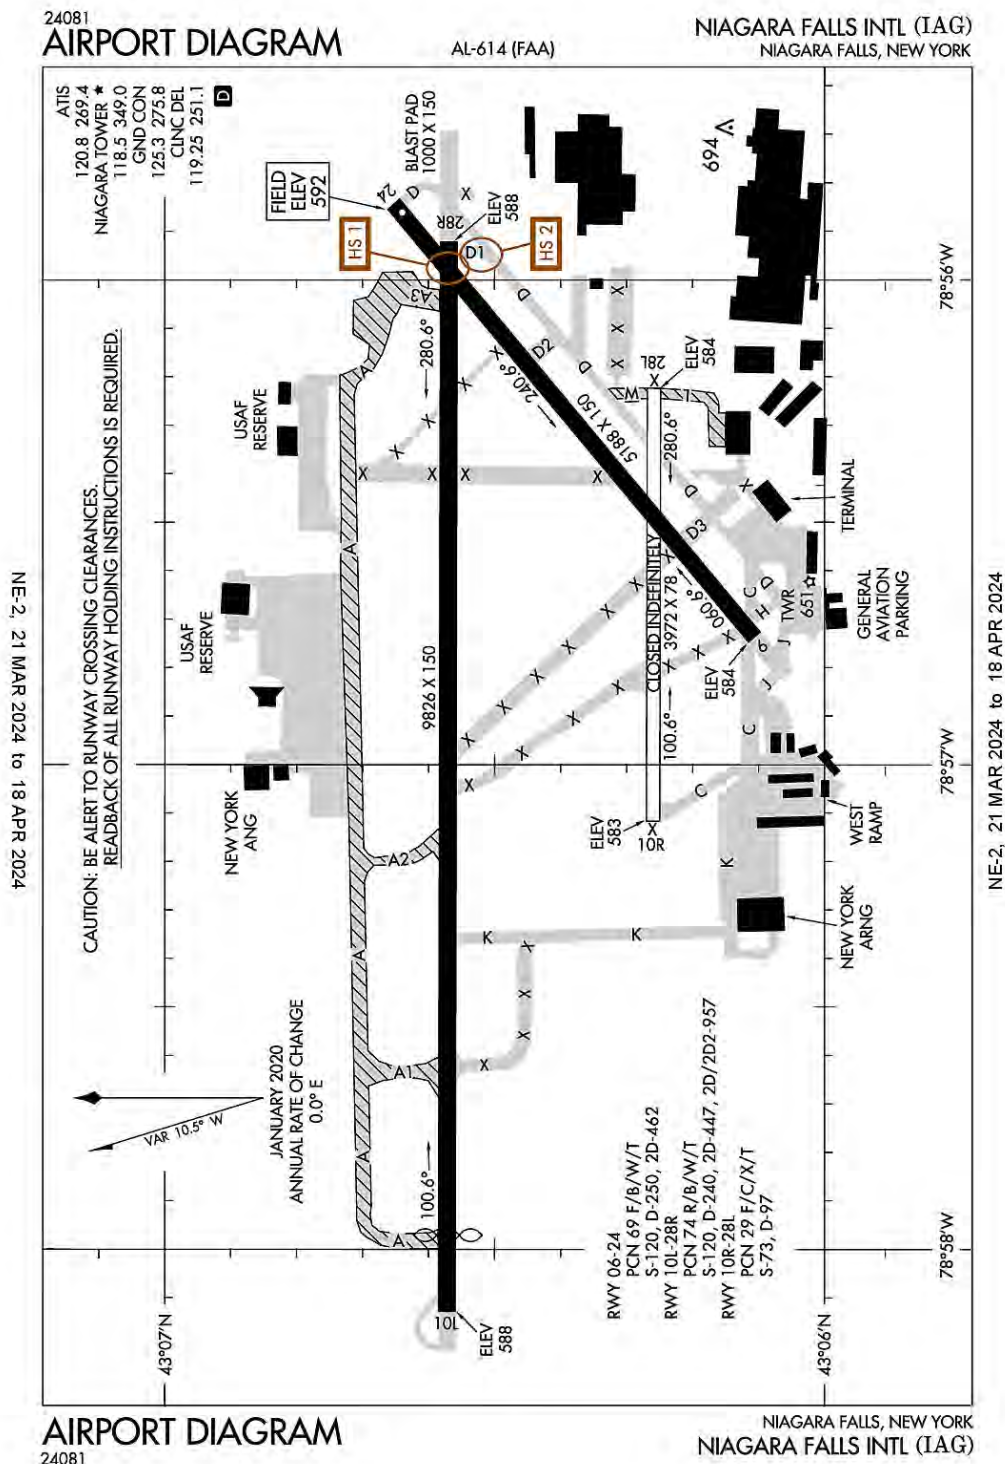 24081
AIRPORT DIAGRAM
AL-614 (FAA)
NIAGARA FALLS INTL (IAG)
NIAGARA FALLS, NEW YORK
ATIS
120.8 269.4
NIAGARA TOWER ★
118.5 349.0
GND CON
125.3 275.8
CLNC DEL
119.25 251.1
D
CAUTION: BE ALERT TO RUNWAY CROSSING CLEARANCES.
READBACK OF ALL RUNWAY HOLDING INSTRUCTIONS IS REQUIRED.
FIELD
ELEV
592
HS 1
HS 2
BLAST PAD
1000 X 150
24
D
X
28R
ELEV
588
D1
694
78°56'W
A3
280.6°
240.6°
D
D2
D
X
X
X
X
X
X
X
A
USAF
RESERVE
28L
X
ELEV
584
W
5188 X 150
280.6°
X
X
X
X
A
D
X
D3
TERMINAL
CLOSED INDEFINITELY
3972 X 78
X
X
X
X
X
X
060.6°
C
D
H
TWR
651
J
J
6
ELEV
584
GENERAL
AVIATION
PARKING
USAF
RESERVE
9826 X 150
X
X
X
X
X
X
X
100.6°
C
78°57'W
NEW YORK
ANG
C
ELEV
583
X
10R
WEST
RAMP
A2
K
NEW YORK
ARNG
A
K
K
X
X
X
X
A1
JANUARY 2020
ANNUAL RATE OF CHANGE
0.0° E
VAR 10.5° W
A
100.6°
A
RWY 06-24
PCN 69 F/B/W/T
S-120, D-250, 2D-462
RWY 10L-28R
PCN 74 R/B/W/T
S-120, D-240, 2D-447, 2D/2D2-957
RWY 10R-28L
PCN 29 F/C/X/T
S-73, D-97
78°58'W
10L
ELEV
588
43°07'N
43°06'N
NE-2, 21 MAR 2024 to 18 APR 2024
NE-2, 21 MAR 2024 to 18 APR 2024
AIRPORT DIAGRAM
24081
NIAGARA FALLS, NEW YORK
NIAGARA FALLS INTL (IAG)